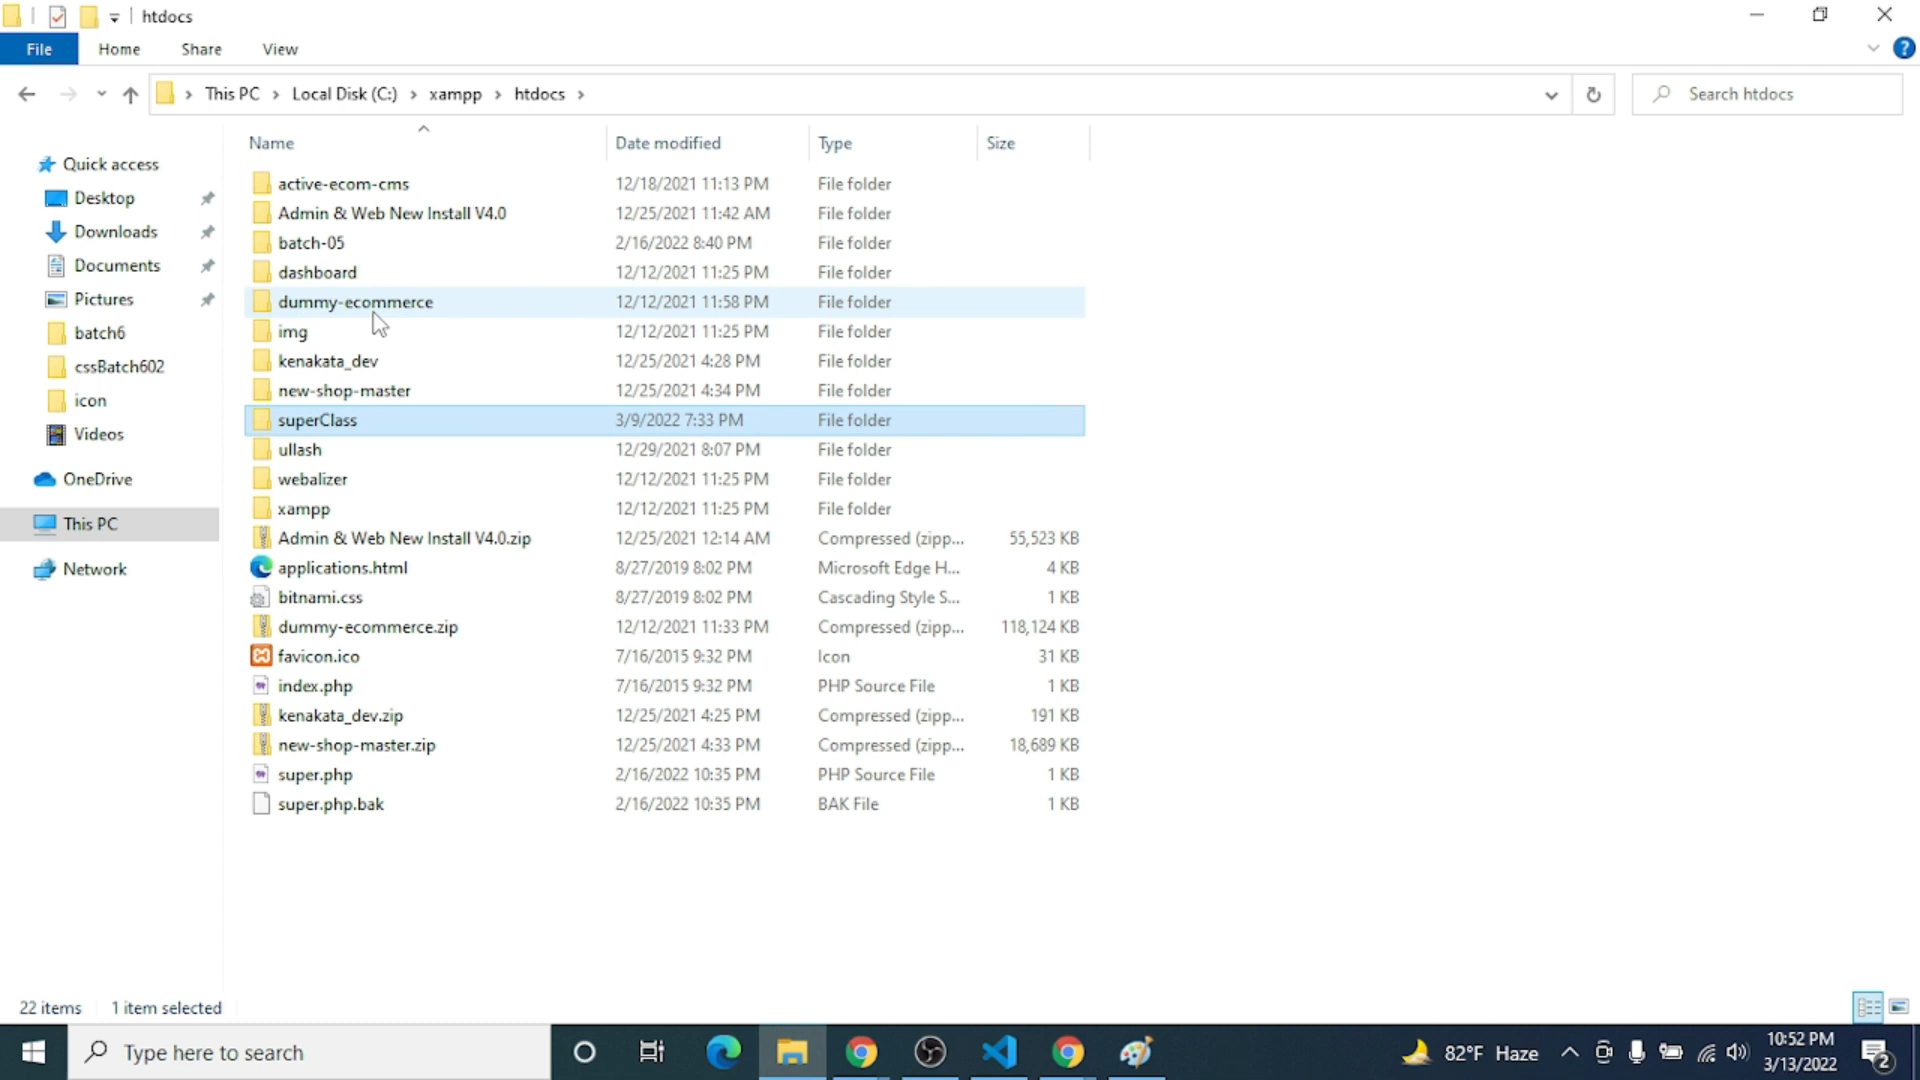 htdocs
File Home Share View
This PC Local Disk (C:) xampp htdocs
Search htdocs
Name Date modified Type Size
Quick access
Desktop
Downloads
Documents
Pictures
batch6
cssBatch602
icon
Videos
OneDrive
This PC
Network
active-ecom-cms 12/18/2021 11:13 PM File folder
Admin & Web New Install V4.0 12/25/2021 11:42 AM File folder
batch-05 2/16/2022 8:40 PM File folder
dashboard 12/12/2021 11:25 PM File folder
dummy-ecommerce 12/12/2021 11:58 PM File folder
img 12/12/2021 11:25 PM File folder
kenakata_dev 12/25/2021 4:28 PM File folder
new-shop-master 12/25/2021 4:34 PM File folder
superClass 3/9/2022 7:33 PM File folder
ullash 12/29/2021 8:07 PM File folder
webalizer 12/12/2021 11:25 PM File folder
xampp 12/12/2021 11:25 PM File folder
Admin & Web New Install V4.0.zip 12/25/2021 12:14 AM Compressed (zipp... 55,523 KB
applications.html 8/27/2019 8:02 PM Microsoft Edge H... 4 KB
bitnami.css 8/27/2019 8:02 PM Cascading Style S... 1 KB
dummy-ecommerce.zip 12/12/2021 11:33 PM Compressed (zipp... 118,124 KB
favicon.ico 7/16/2015 9:32 PM Icon 31 KB
index.php 7/16/2015 9:32 PM PHP Source File 1 KB
kenakata_dev.zip 12/25/2021 4:25 PM Compressed (zipp... 191 KB
new-shop-master.zip 12/25/2021 4:33 PM Compressed (zipp... 18,689 KB
super.php 2/16/2022 10:35 PM PHP Source File 1 KB
super.php.bak 2/16/2022 10:35 PM BAK File 1 KB
22 items 1 item selected
Type here to search
82°F Haze
10:52 PM
3/13/2022
2